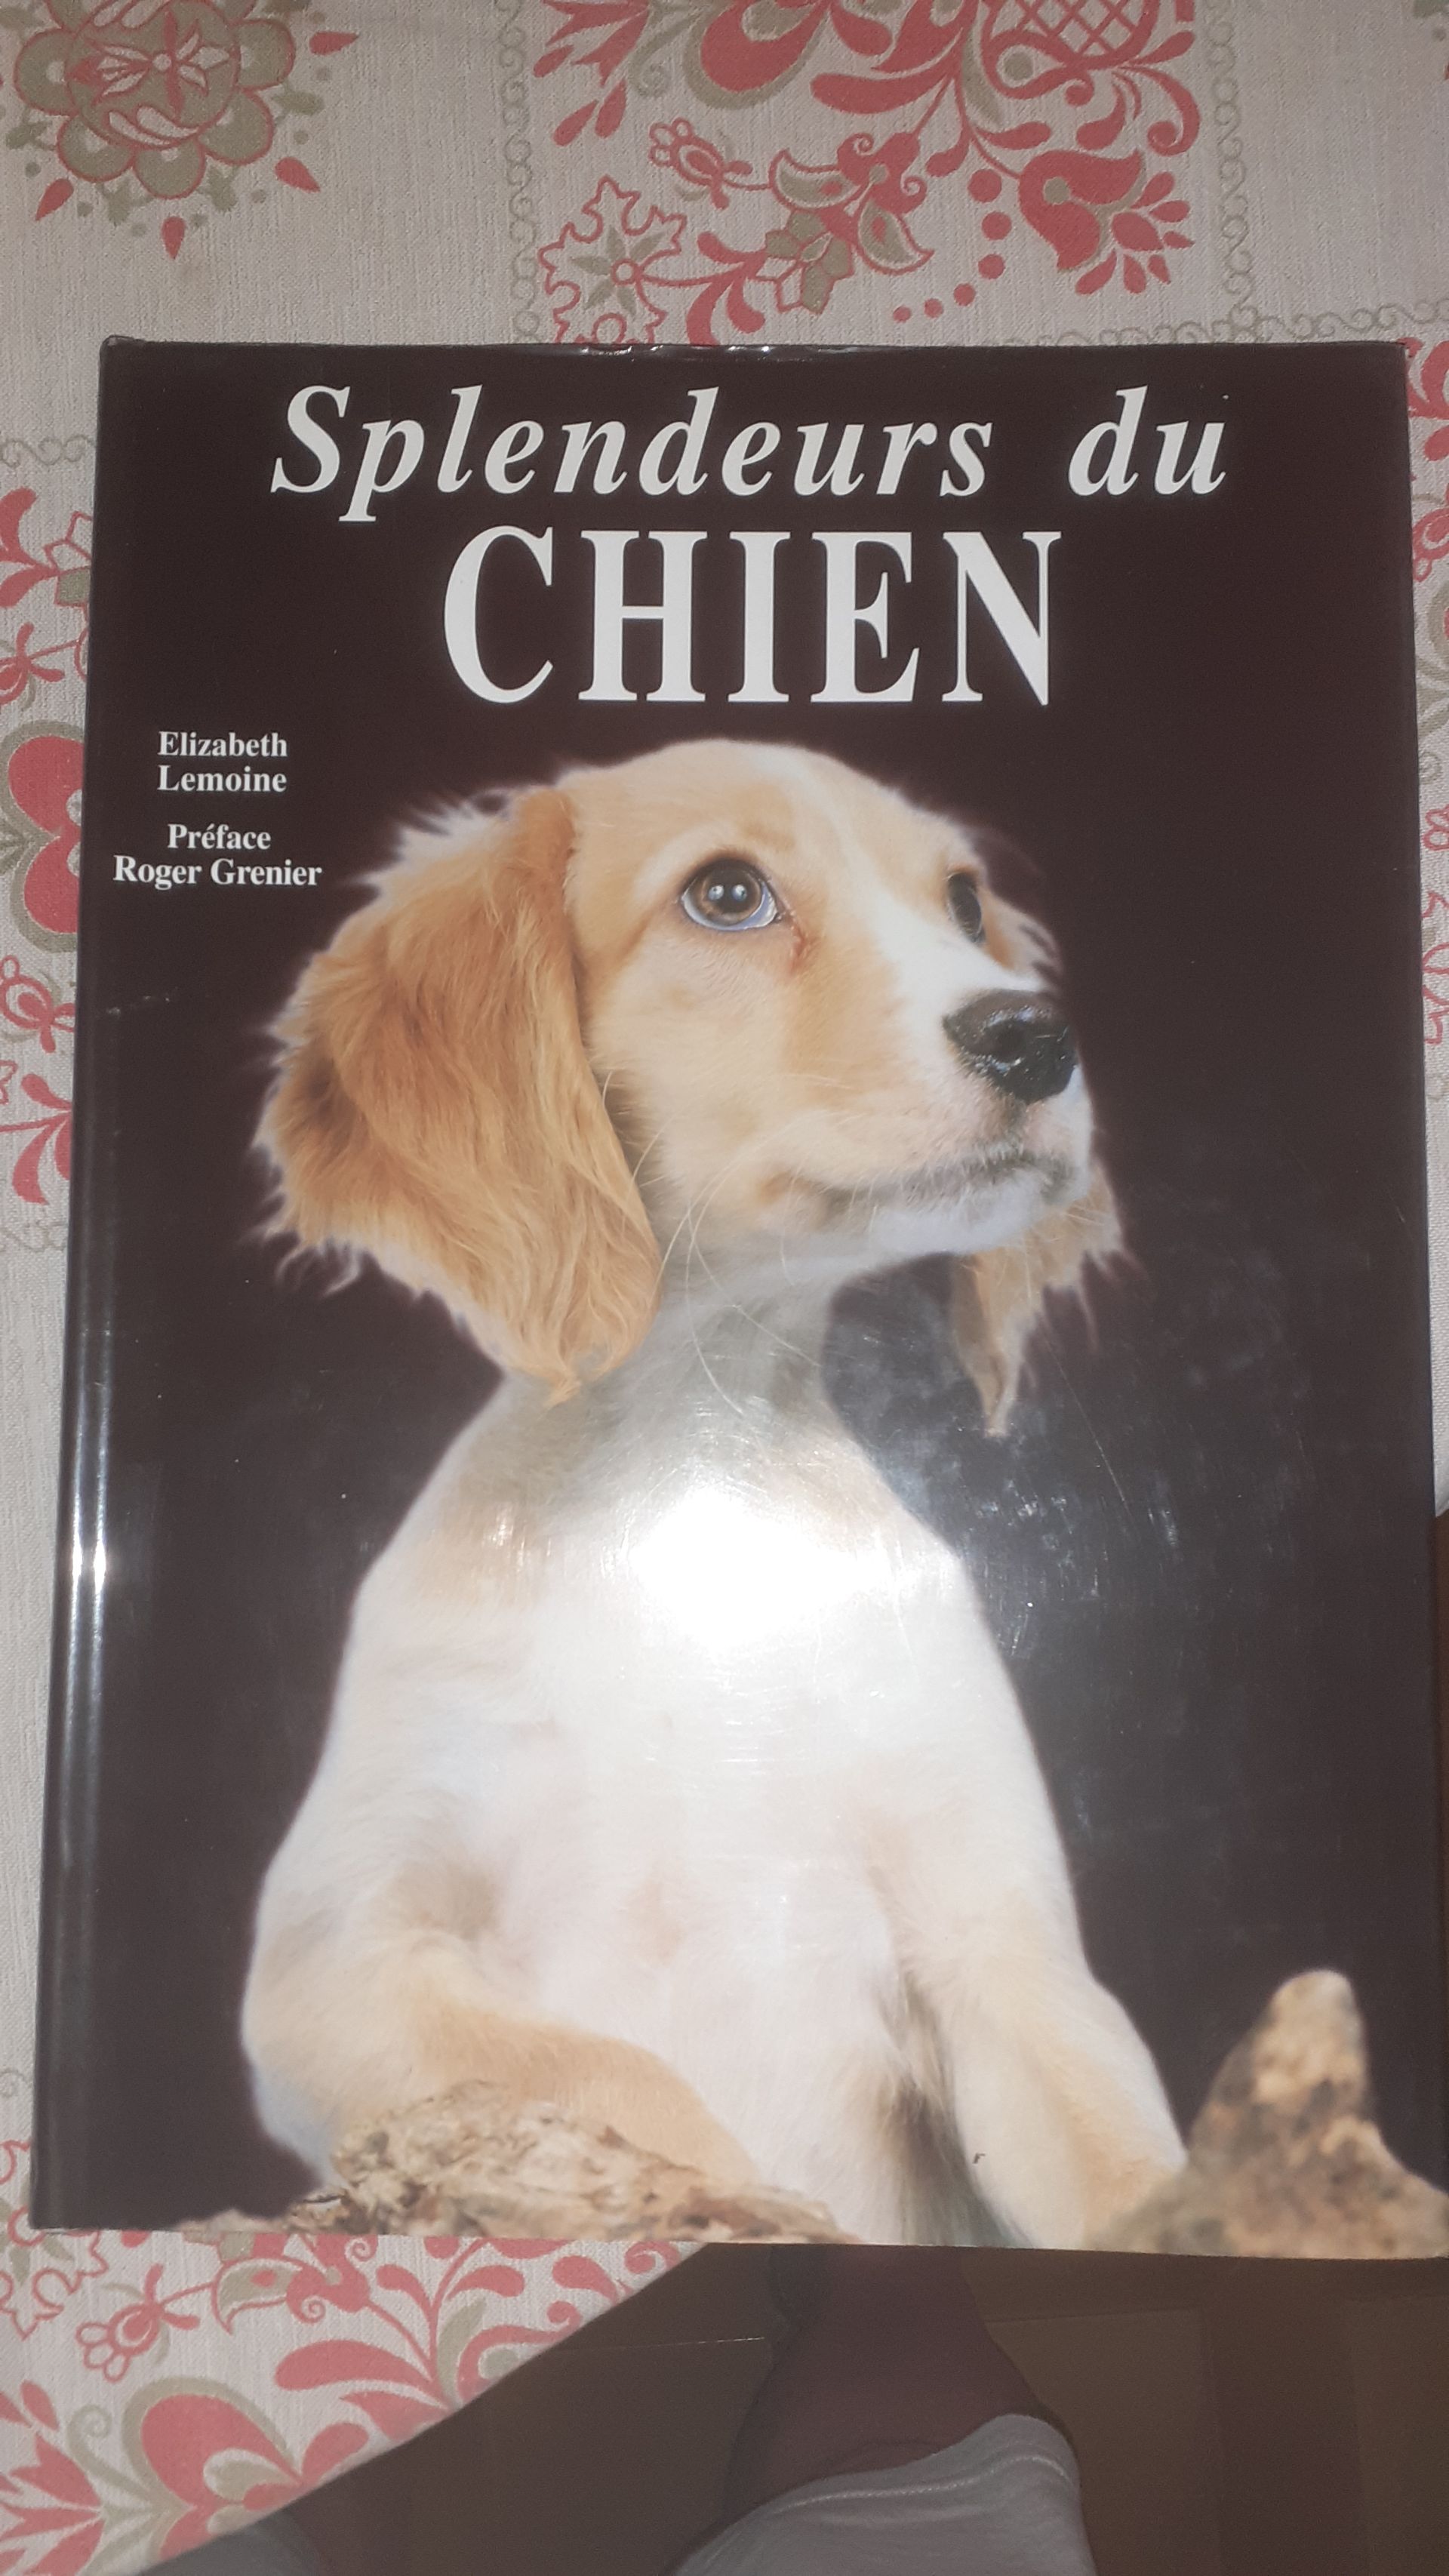 Splendeurs du
CHIEN
Elizabeth
Lemoine
Préface
Roger Grenier